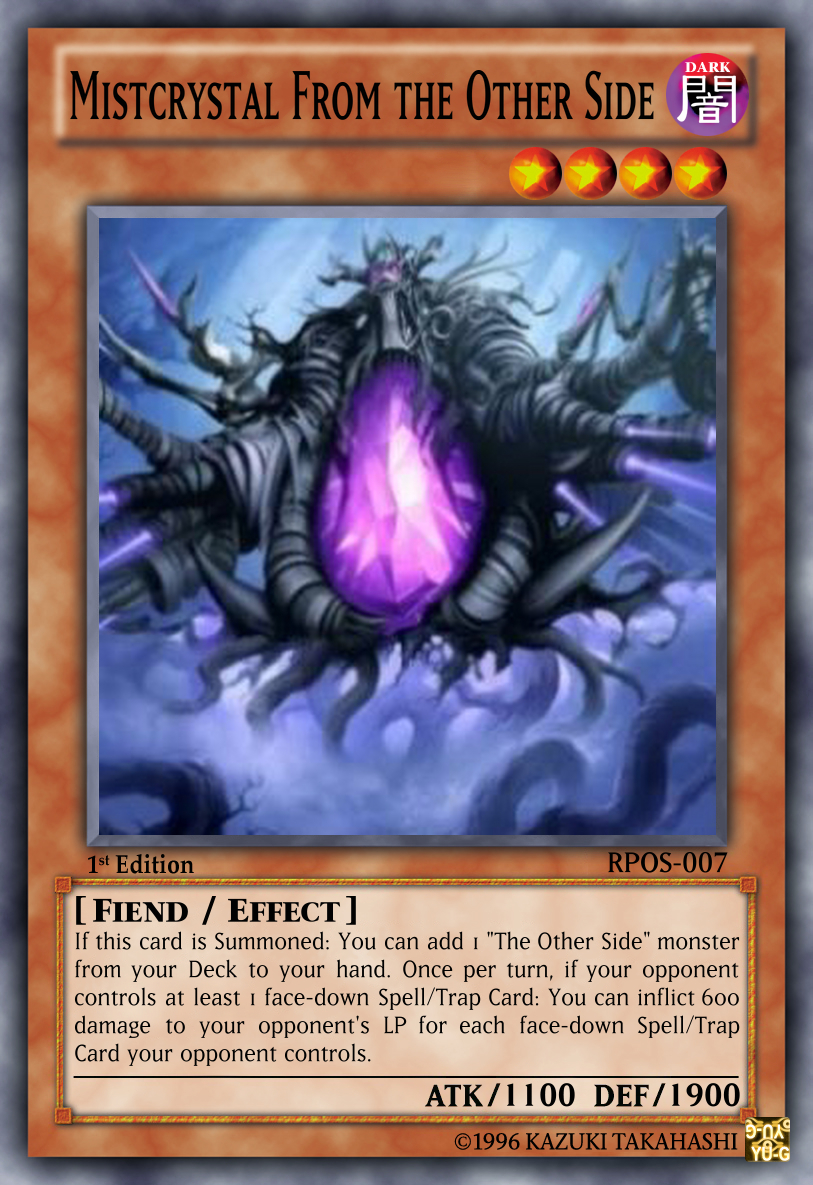 MISTCRYSTAL FROM THE OTHER SIDE
DARK
闇
1st Edition
RPOS-007
[ FIEND / EFFECT ]
If this card is Summoned: You can add 1 "The Other Side" monster
from your Deck to your hand. Once per turn, if your opponent
controls at least 1 face-down Spell/Trap Card: You can inflict 600
damage to your opponent's LP for each face-down Spell/Trap
Card your opponent controls.
ATK/1100 DEF/1900
©1996 KAZUKI TAKAHASHI